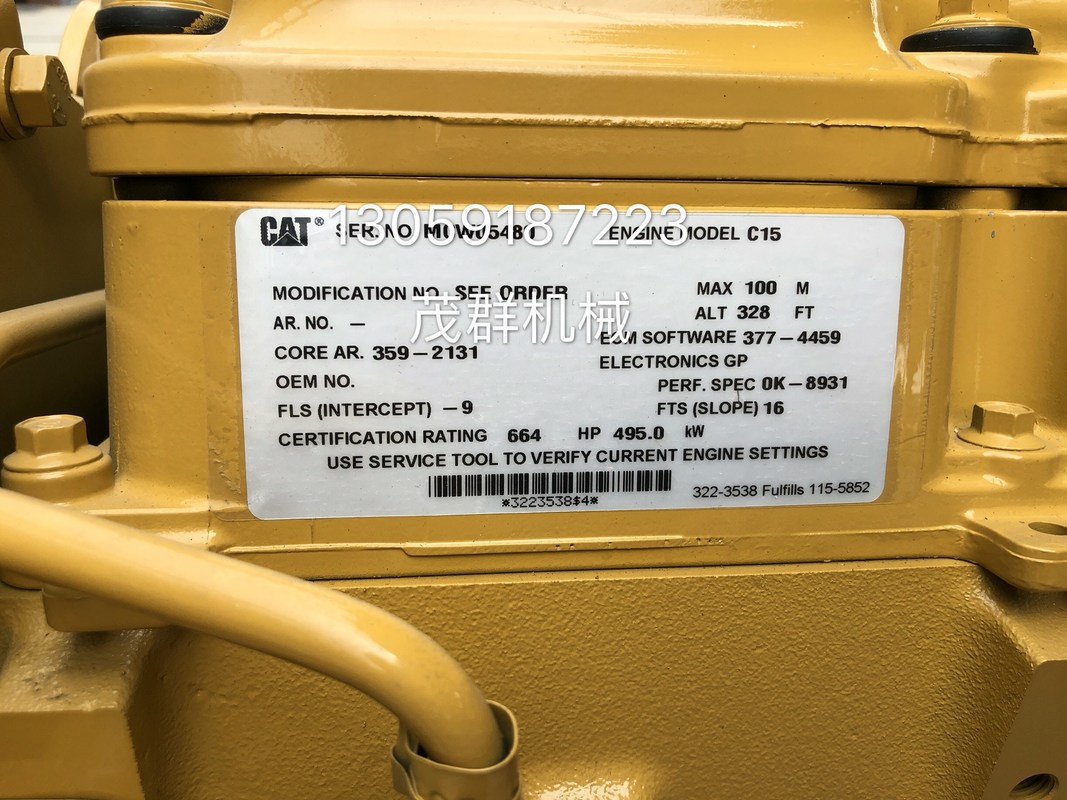 CAT® SER. NO. ENGINE MODEL C15
13059187223
MODIFICATION NO. SEE ORDER MAX 100 M
茂群机械
AR. NO. – ALT 328 FT
CORE AR. 359–2131 ECM SOFTWARE 377–4459
ELECTRONICS GP
OEM NO. PERF. SPEC 0K–8931
FLS (INTERCEPT) –9 FTS (SLOPE) 16
CERTIFICATION RATING 664 HP 495.0 kW
USE SERVICE TOOL TO VERIFY CURRENT ENGINE SETTINGS
*3223538$4* 322-3538 Fulfills 115-5852